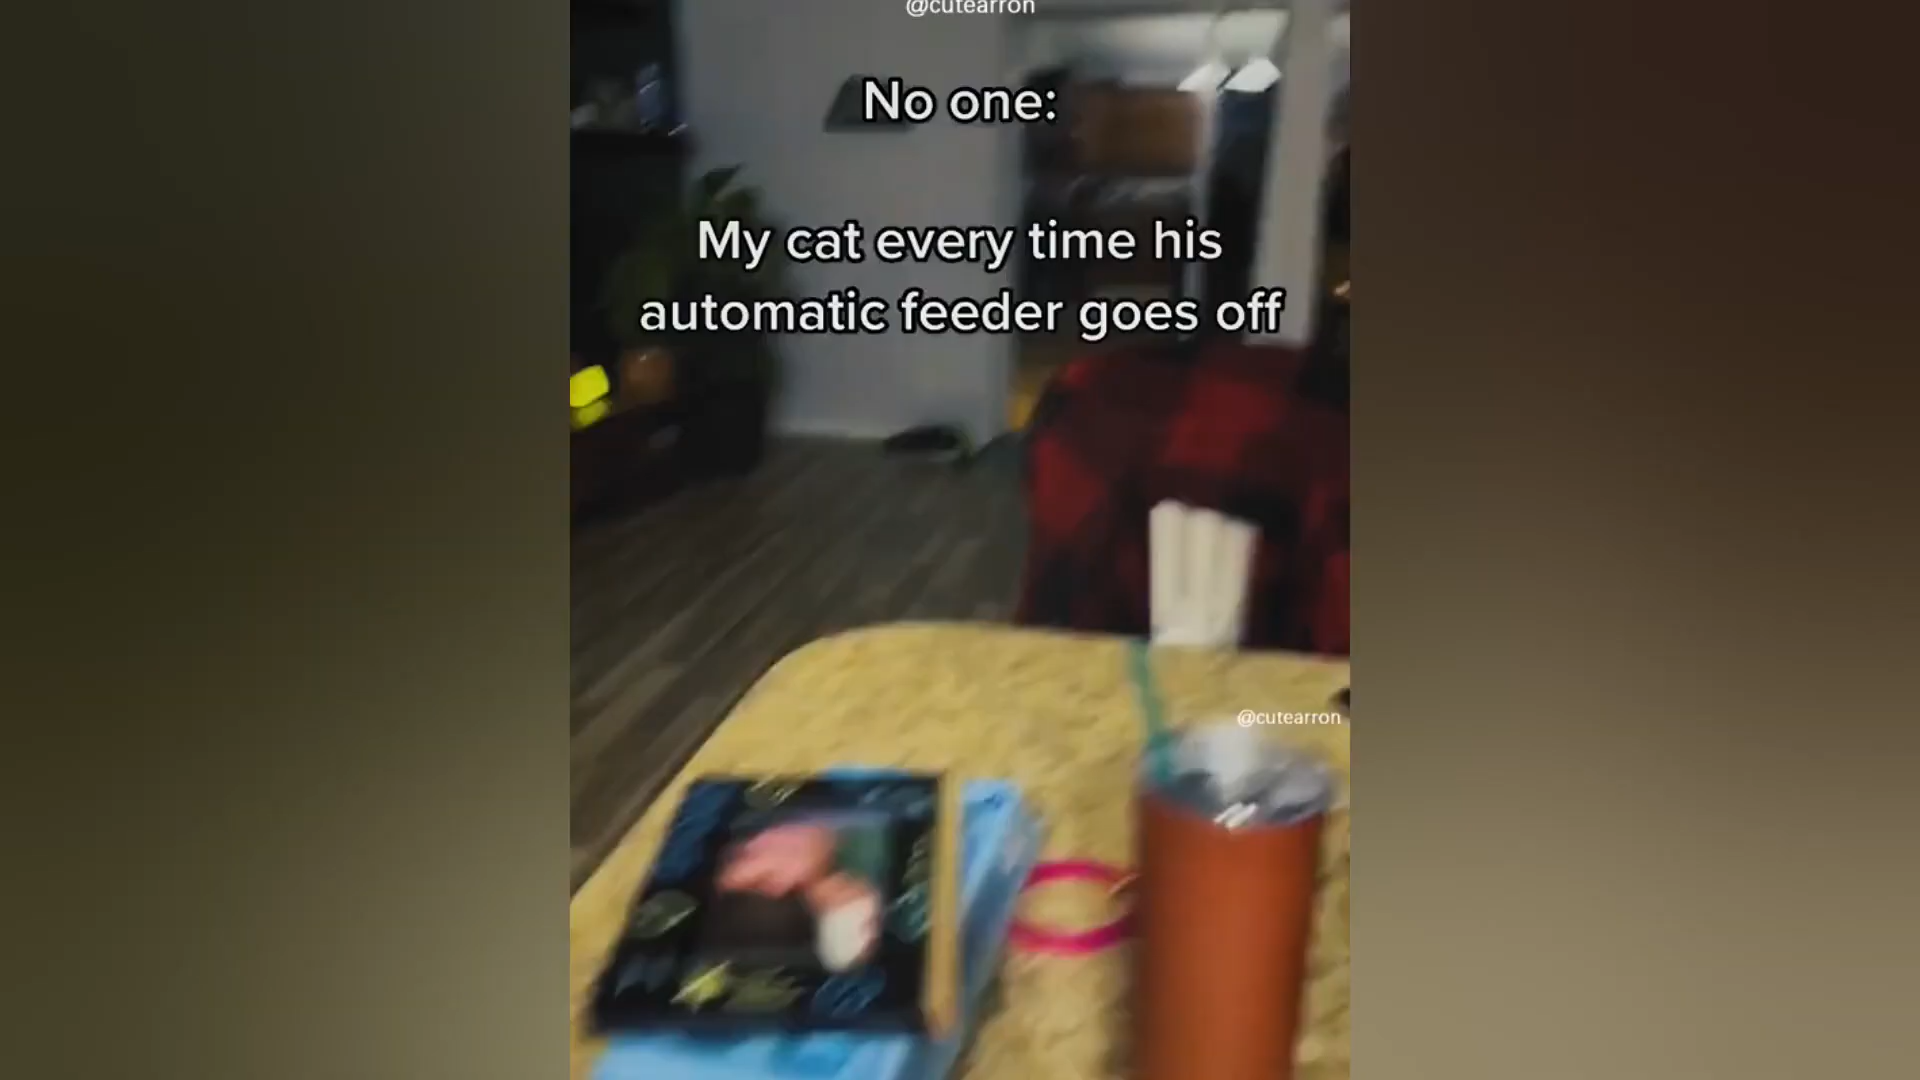 @cutearron
No one:
My cat every time his
automatic feeder goes off
@cutearron